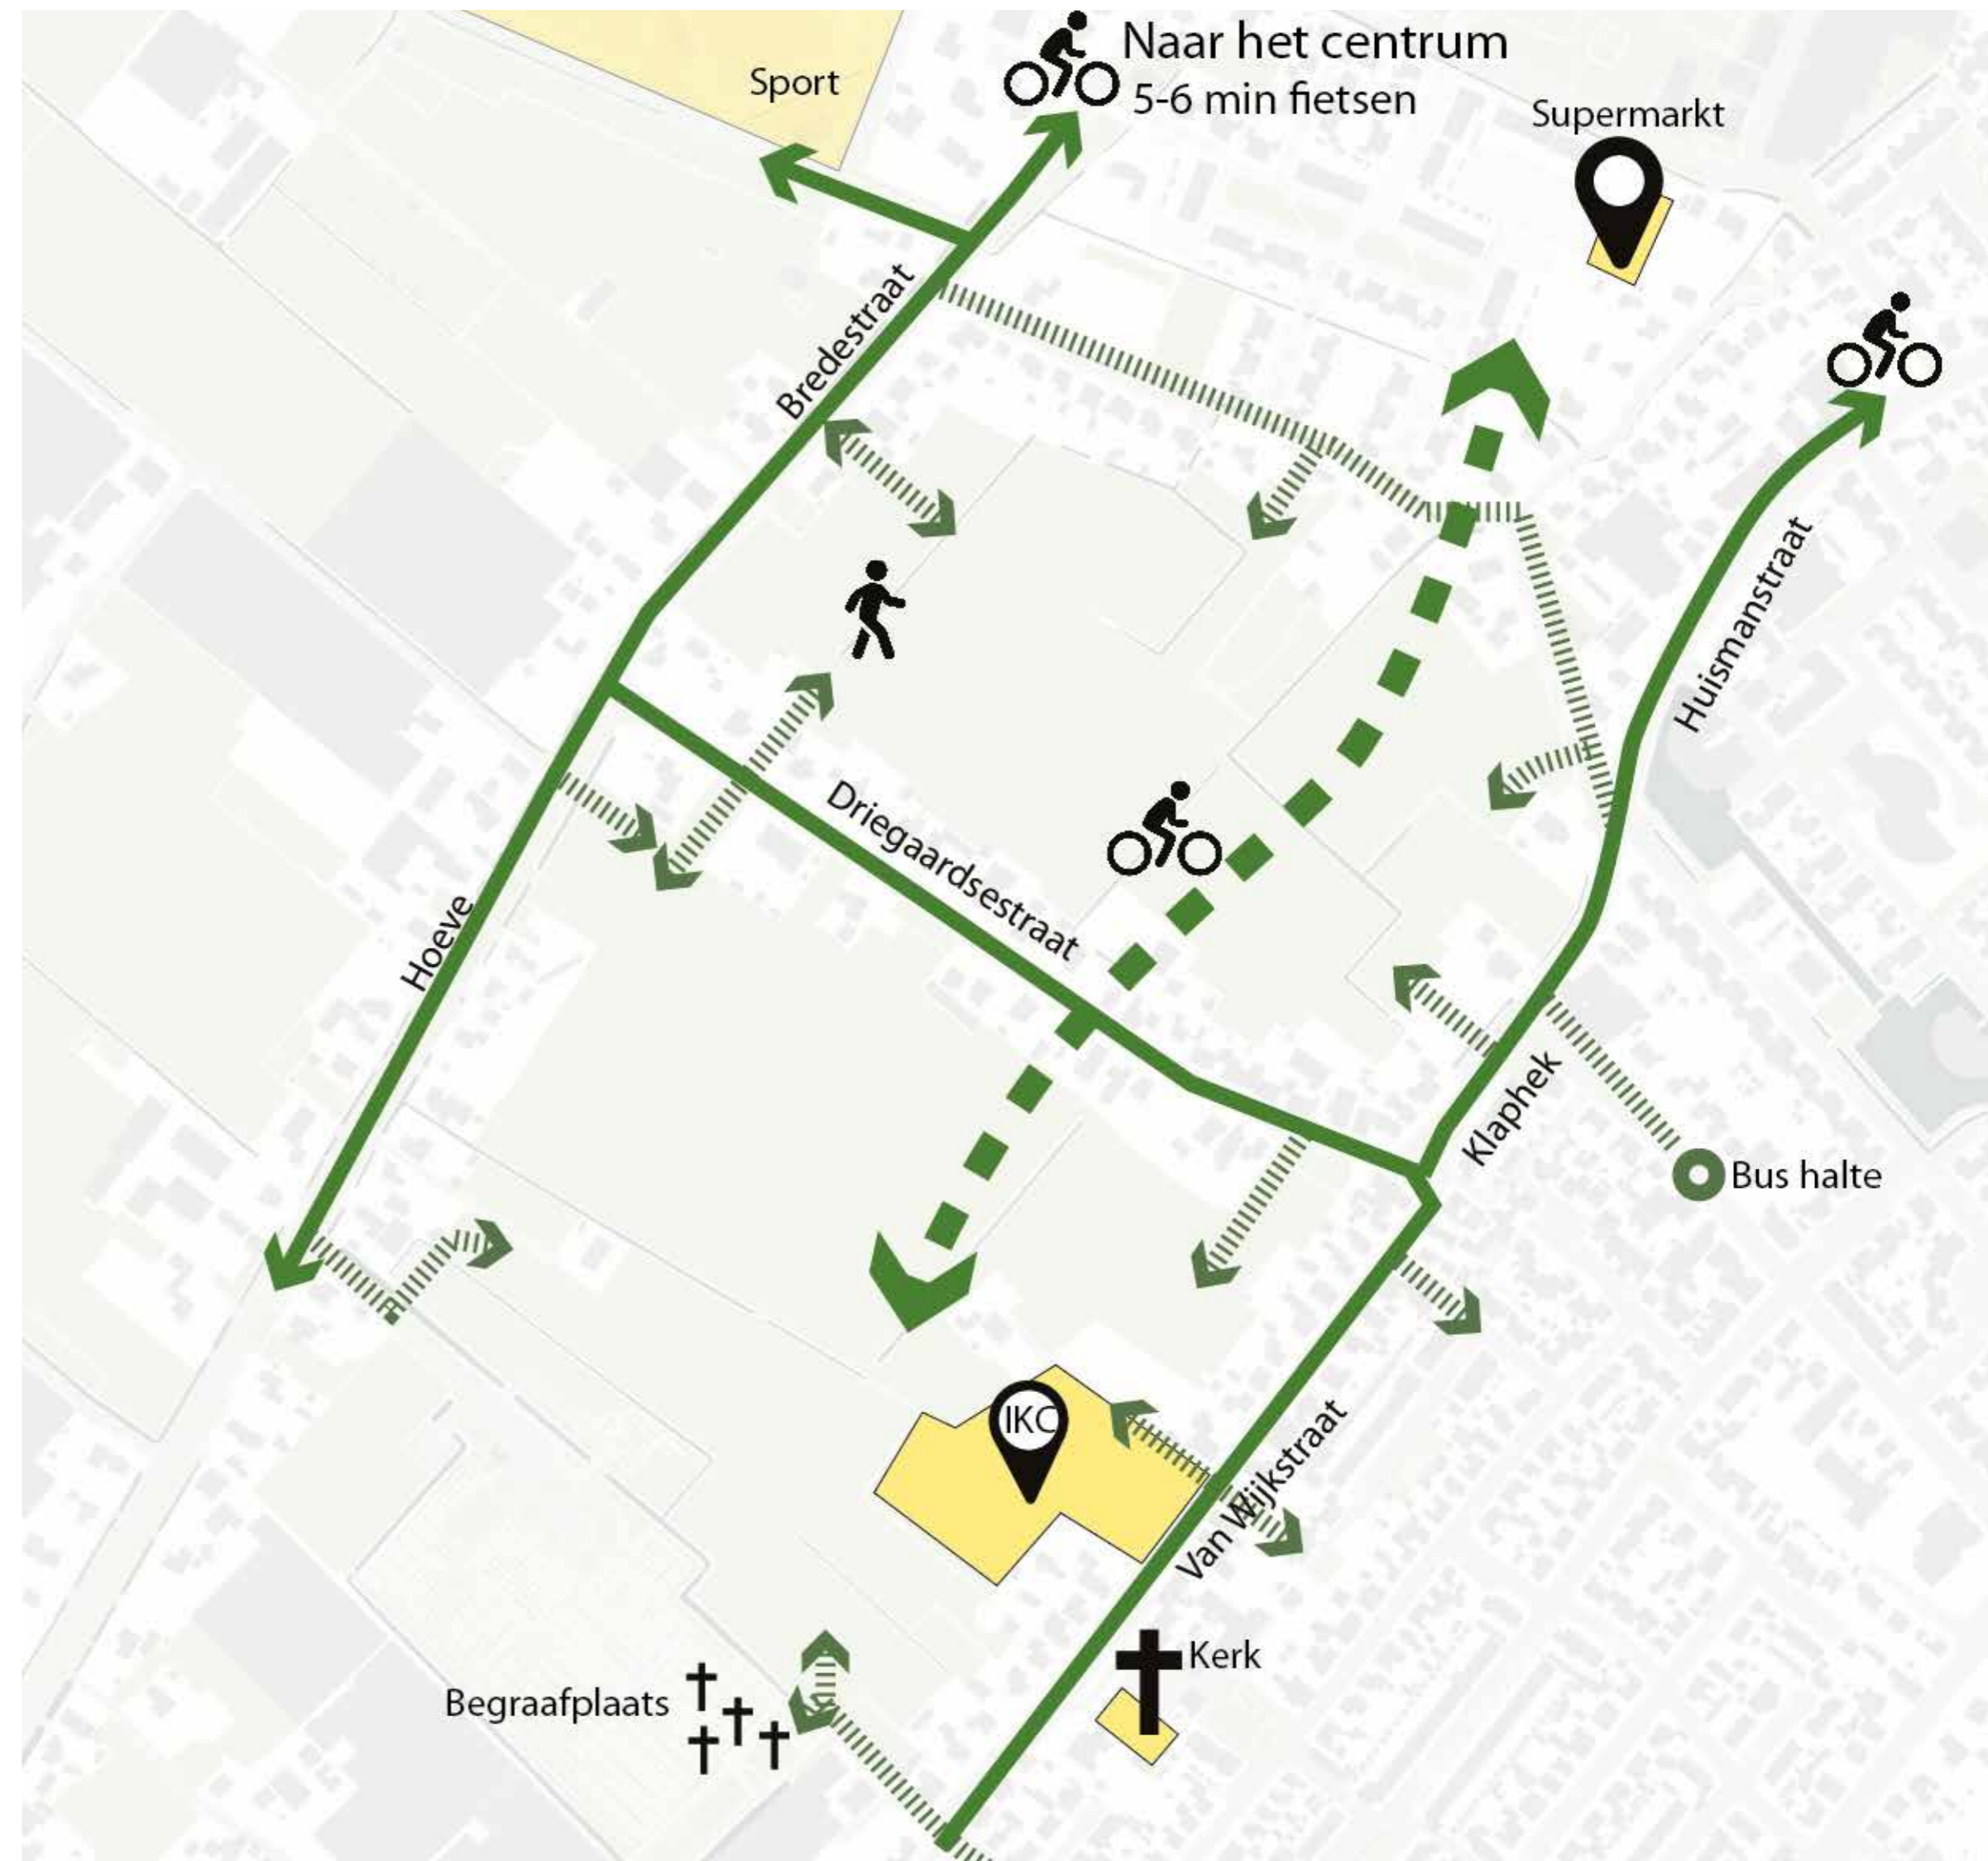 Naar het centrum
5-6 min fietsen
Sport
Supermarkt
Bredestraat
Huismanstraat
Driegaardsestraat
Hoeve
Klaphek
Bus halte
IKC
Van Wijkstraat
Kerk
Begraafplaats